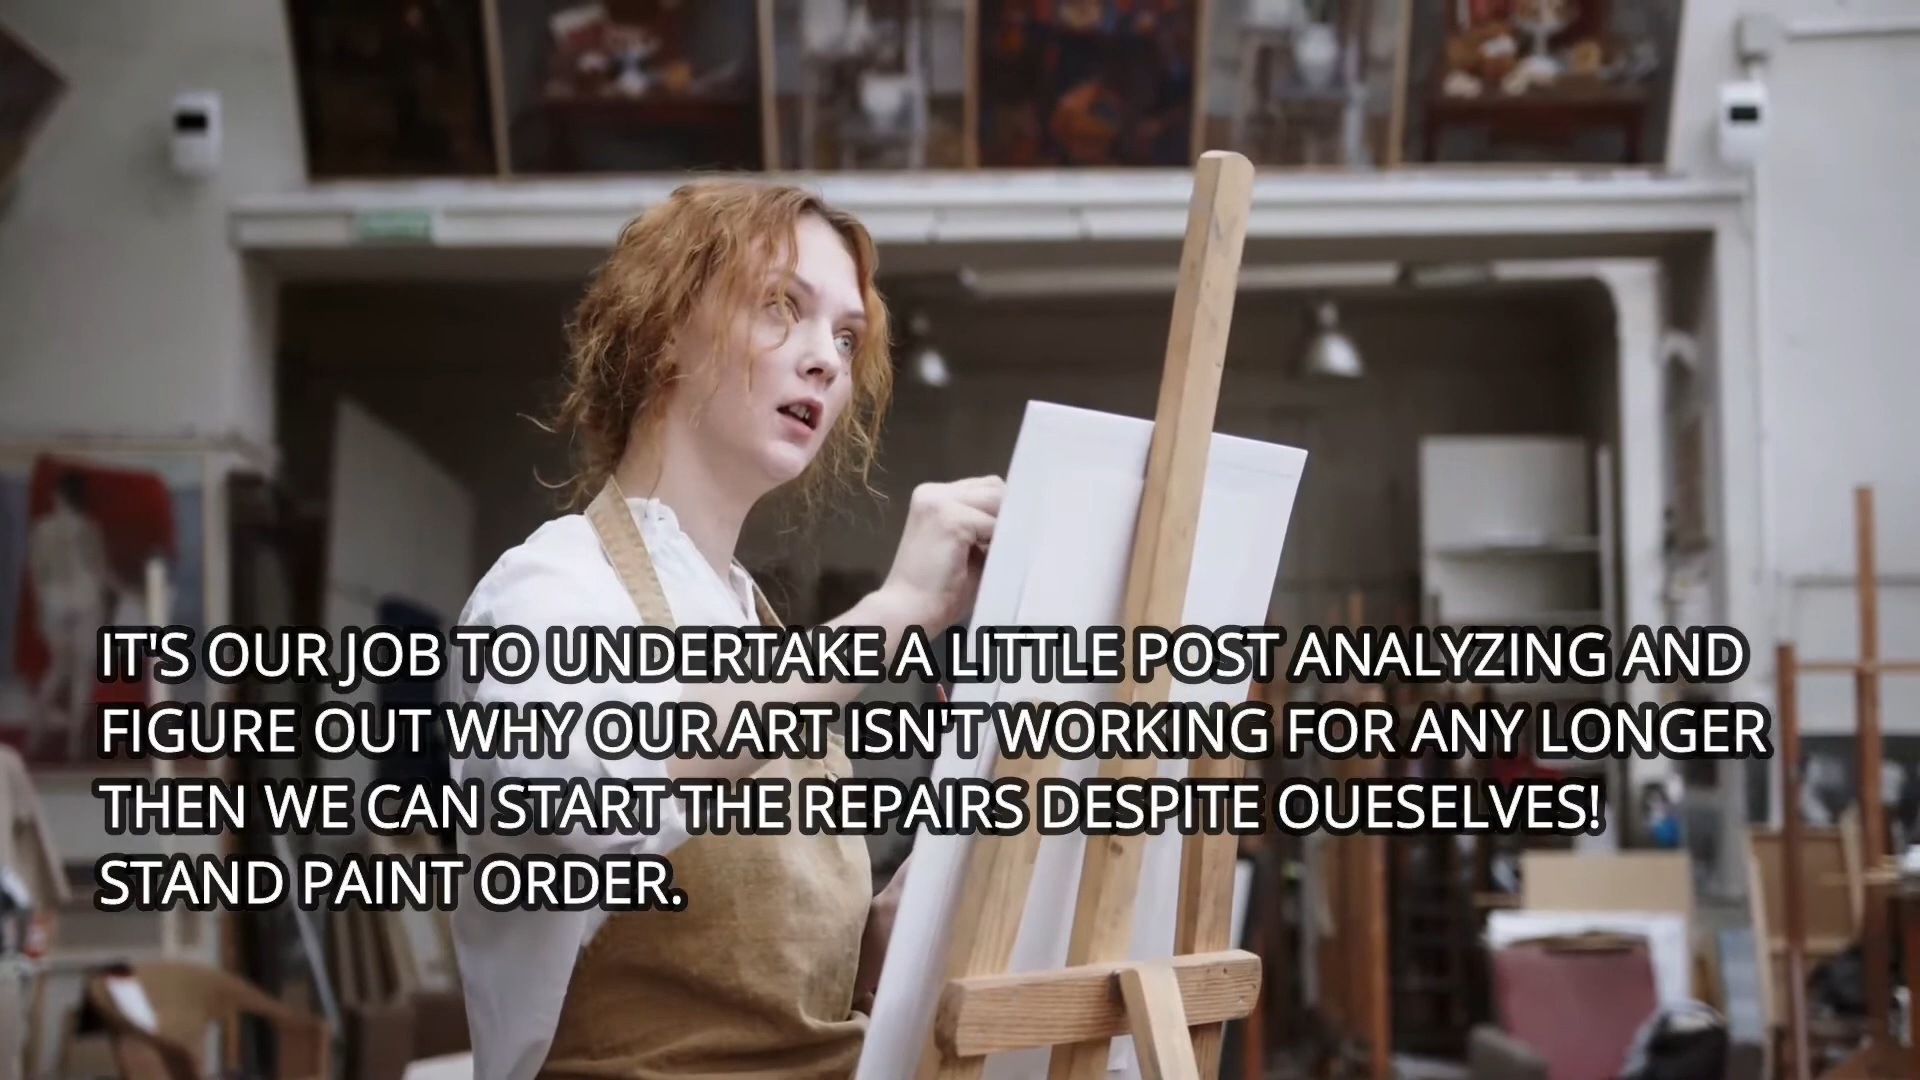 IT'S OUR JOB TO UNDERTAKE A LITTLE POST ANALYZING AND
FIGURE OUT WHY OUR ART ISN'T WORKING FOR ANY LONGER
THEN WE CAN START THE REPAIRS DESPITE OUESELVES!
STAND PAINT ORDER.